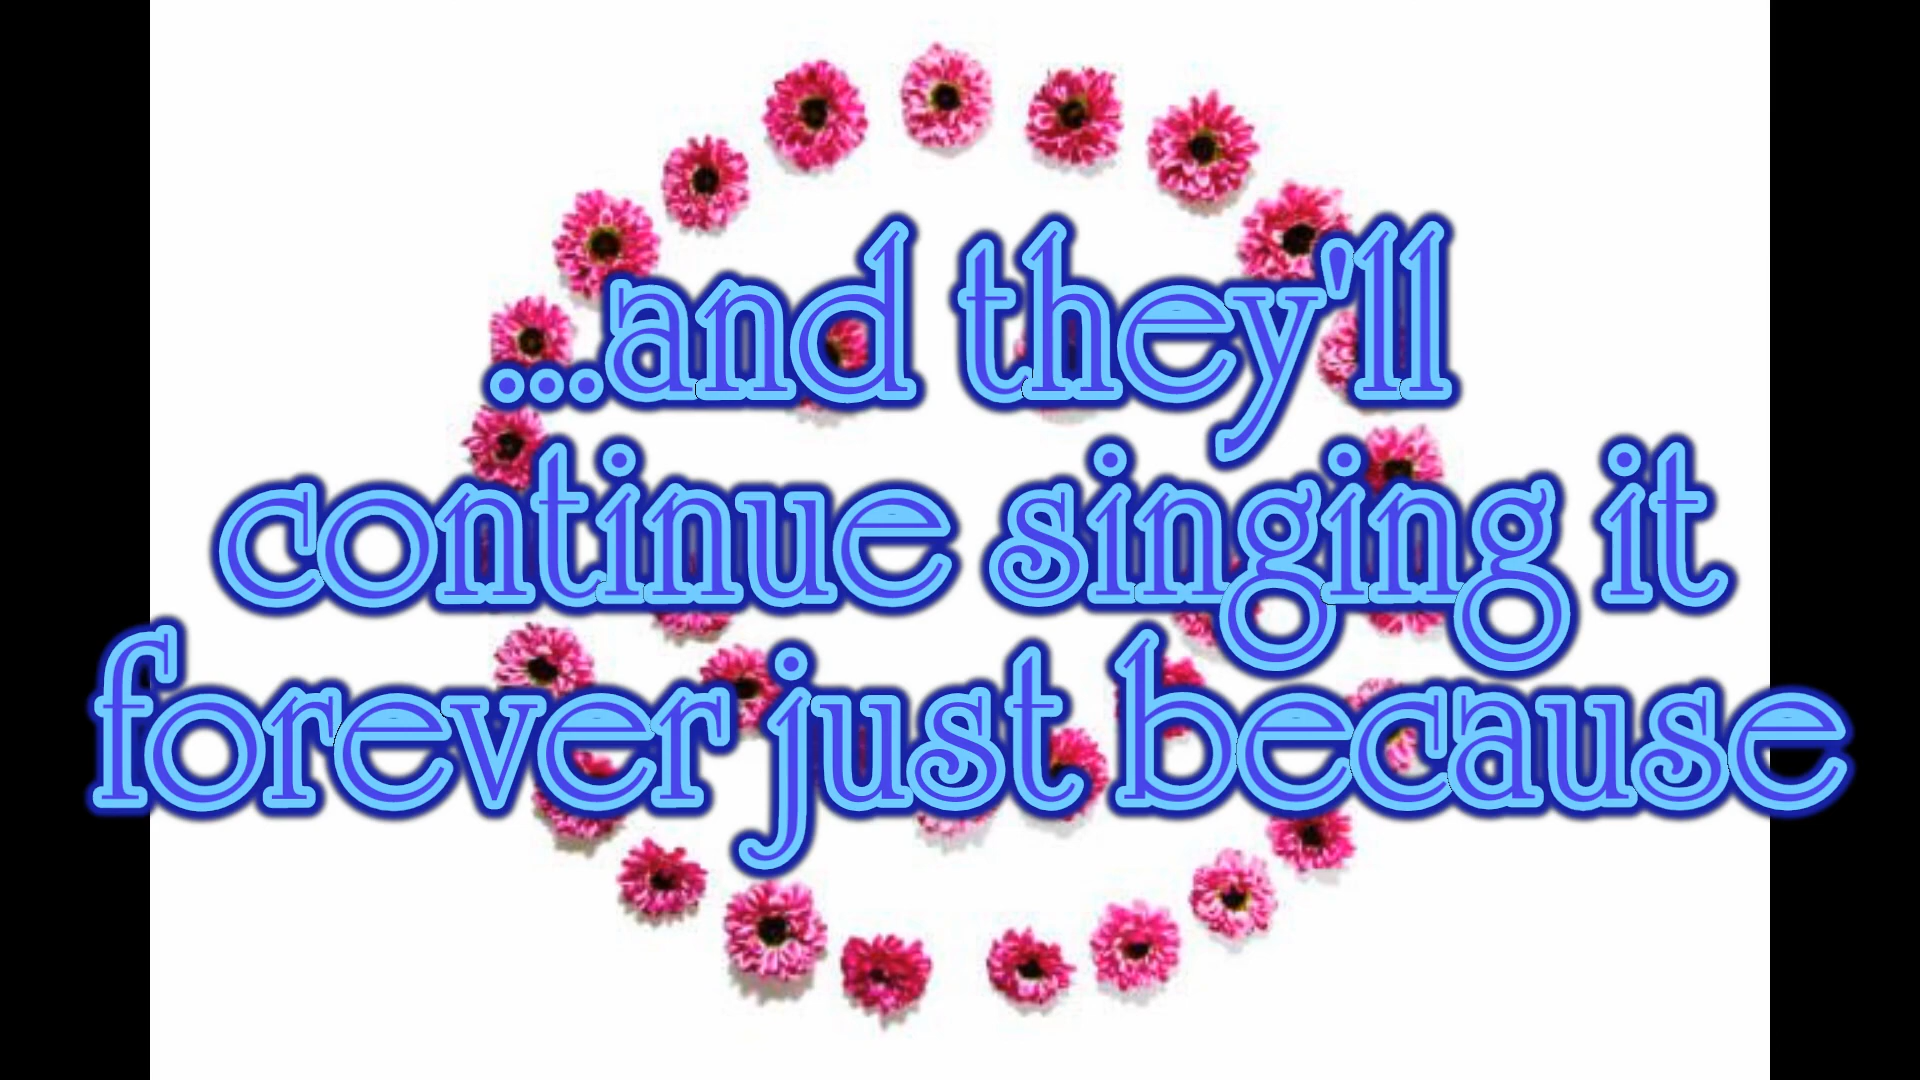 ...and they'll
continue singing it
forever just because